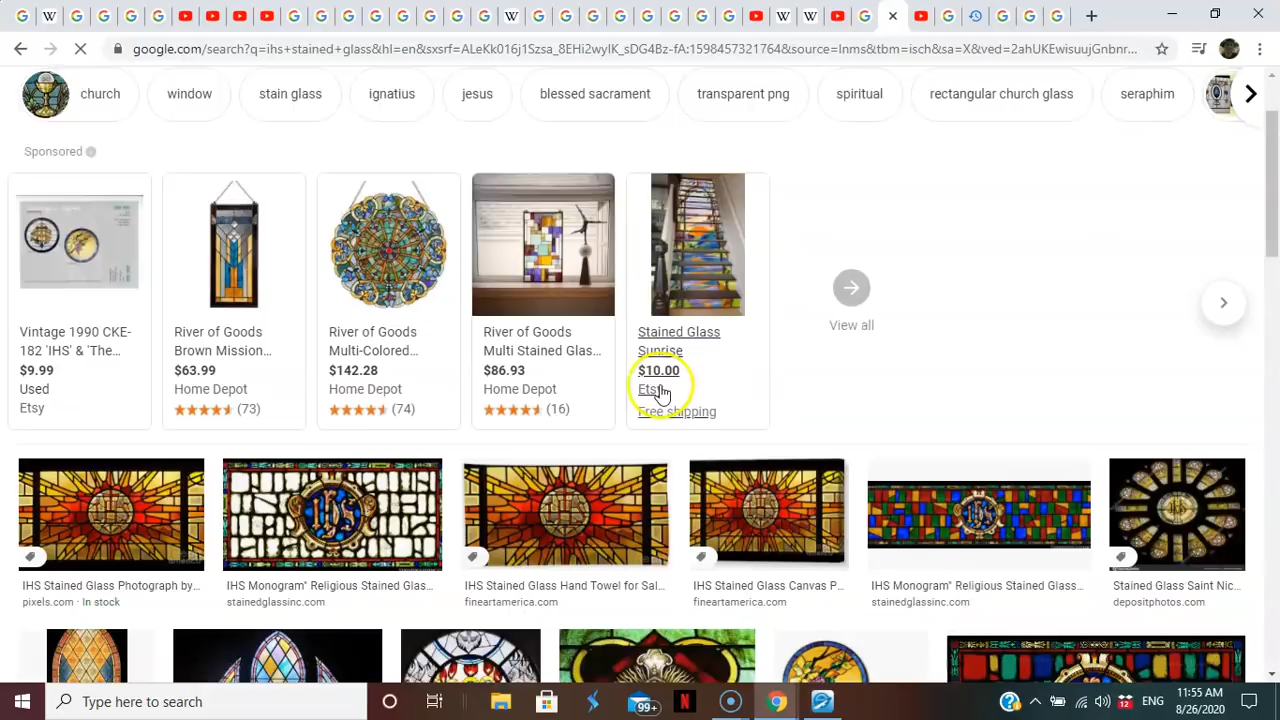 google.com/search?q=ihs+stained+glass&hl=en&sxsrf=ALeKk016j1Szsa_8EHi2wylK_sDG4Bz-fA:1598457321764&source=lnms&tbm=isch&sa=X&ved=2ahUKEwisuujGnbnr...
church
window
stain glass
ignatius
jesus
blessed sacrament
transparent png
spiritual
rectangular church glass
seraphim
Sponsored
Vintage 1990 CKE-
182 'IHS' & 'The...
$9.99
Used
Etsy
River of Goods
Brown Mission...
$63.99
Home Depot
(73)
River of Goods
Multi-Colored...
$142.28
Home Depot
(74)
River of Goods
Multi Stained Glas...
$86.93
Home Depot
(16)
Stained Glass
Sunrise
$10.00
Etsy
Free shipping
View all
IHS Stained Glass Photograph by...
pixels.com · In stock
IHS Monogram" Religious Stained Glas...
stainedglassinc.com
IHS Stained Glass Hand Towel for Sal...
fineartamerica.com
IHS Stained Glass Canvas P...
fineartamerica.com
IHS Monogram" Religious Stained Glass...
stainedglassinc.com
Stained Glass Saint Nic...
depositphotos.com
Type here to search
99+
ENG
11:55 AM
8/26/2020
12